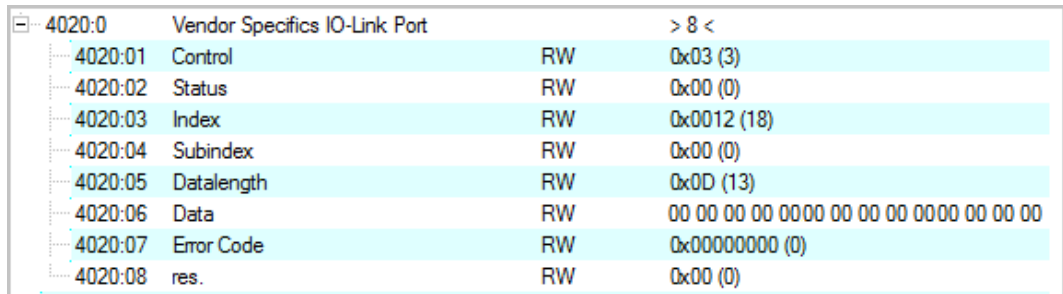 4020:0 Vendor Specifics IO-Link Port > 8 <
4020:01 Control RW 0x03 (3)
4020:02 Status RW 0x00 (0)
4020:03 Index RW 0x0012 (18)
4020:04 Subindex RW 0x00 (0)
4020:05 Datalength RW 0x0D (13)
4020:06 Data RW 00 00 00 00 0000 00 00 00 0000 00 00 00
4020:07 Error Code RW 0x00000000 (0)
4020:08 res. RW 0x00 (0)